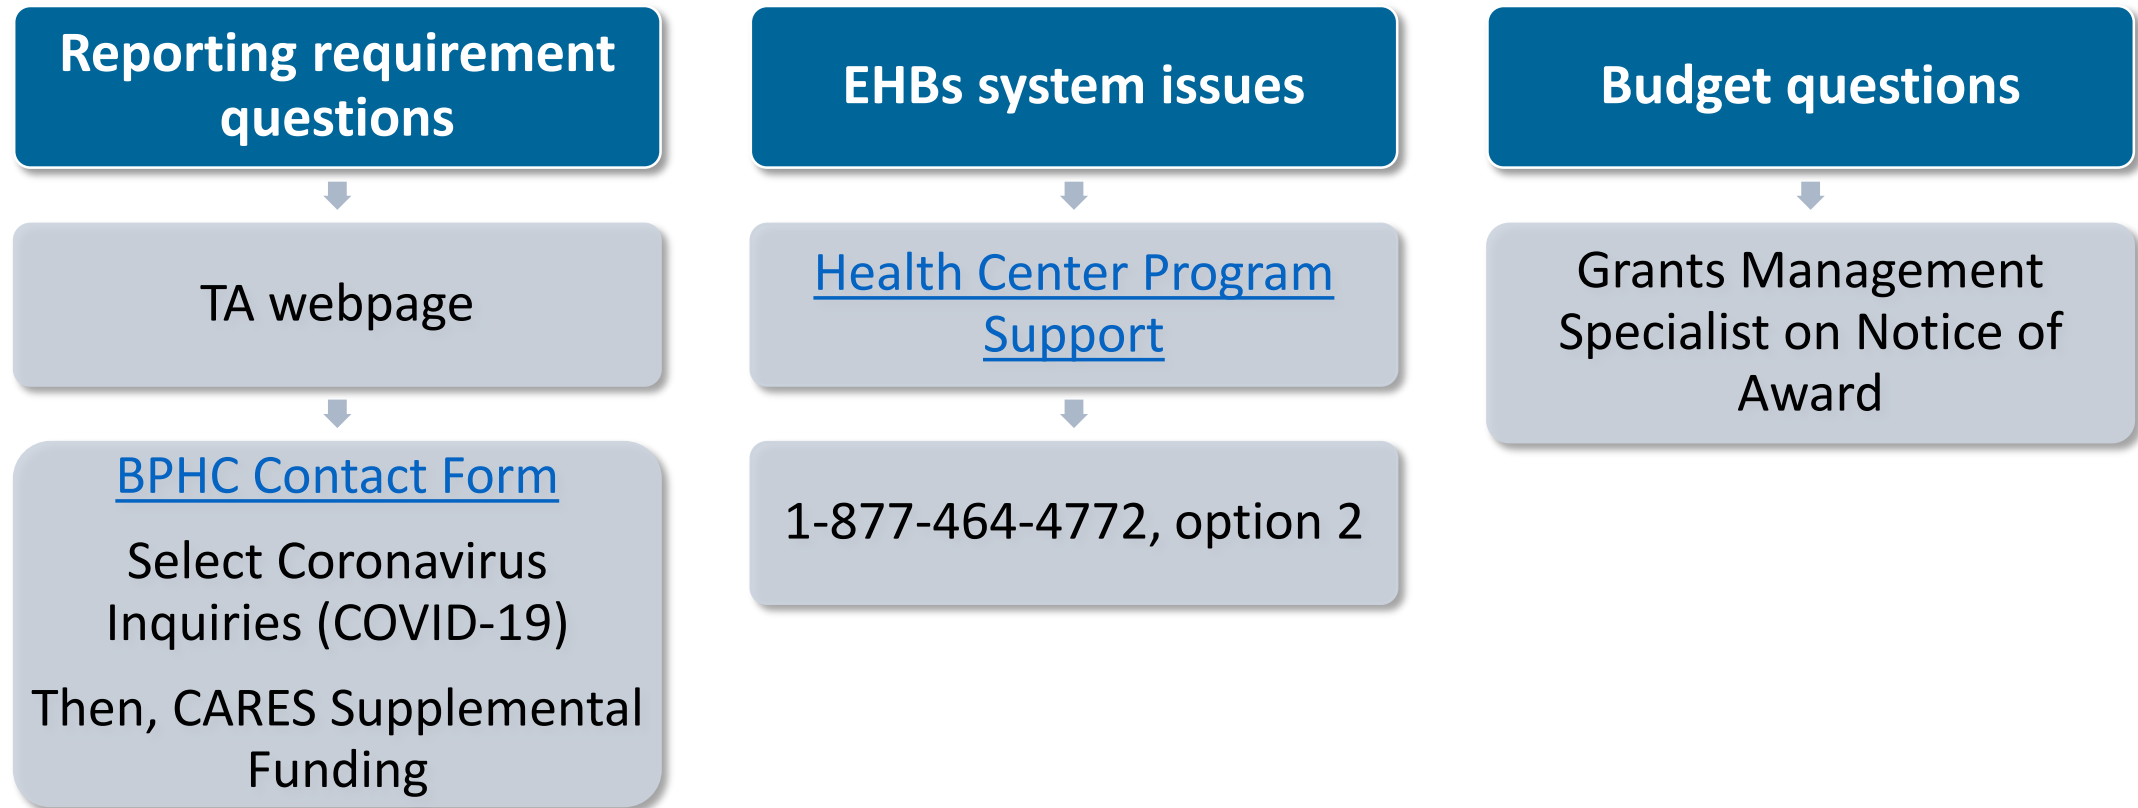 Reporting requirement
questions
TA webpage
BPHC Contact Form
Select Coronavirus
Inquiries (COVID-19)
Then, CARES Supplemental
Funding
EHBs system issues
Health Center Program
Support
1-877-464-4772, option 2
Budget questions
Grants Management
Specialist on Notice of
Award